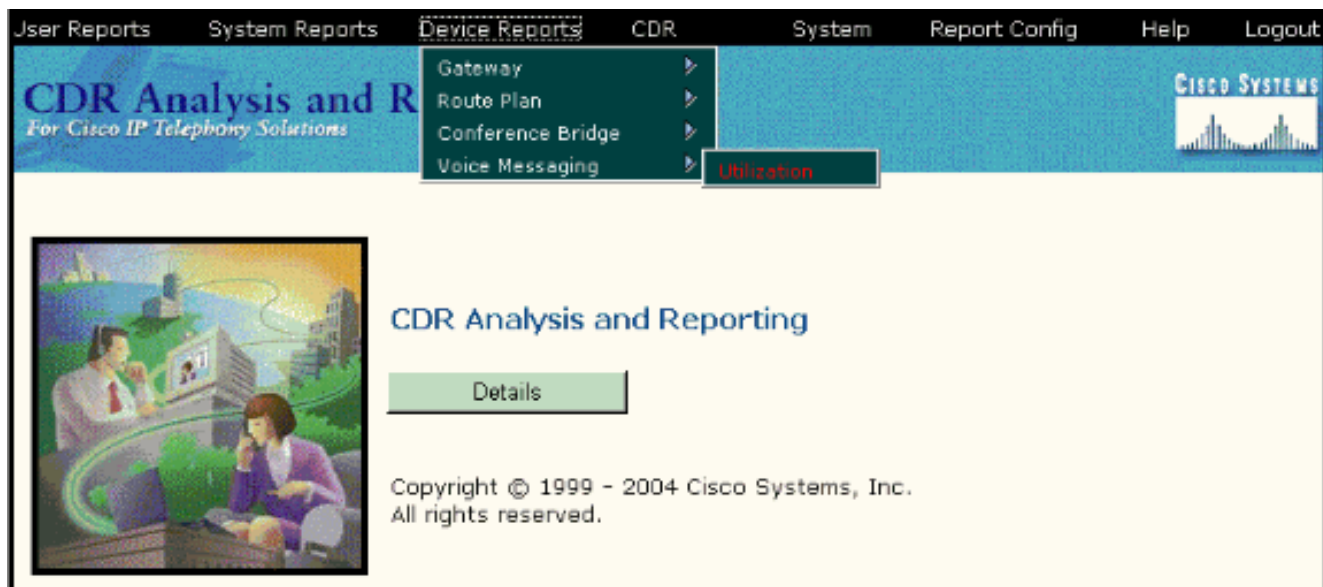 User Reports System Reports Device Reports CDR System Report Config Help Logout
Gateway
CDR Analysis and R
Route Plan
For Cisco IP Telephony Solutions
Conference Bridge
Voice Messaging
Utilization
CISCO SYSTEMS
CDR Analysis and Reporting
Details
Copyright © 1999 - 2004 Cisco Systems, Inc.
All rights reserved.